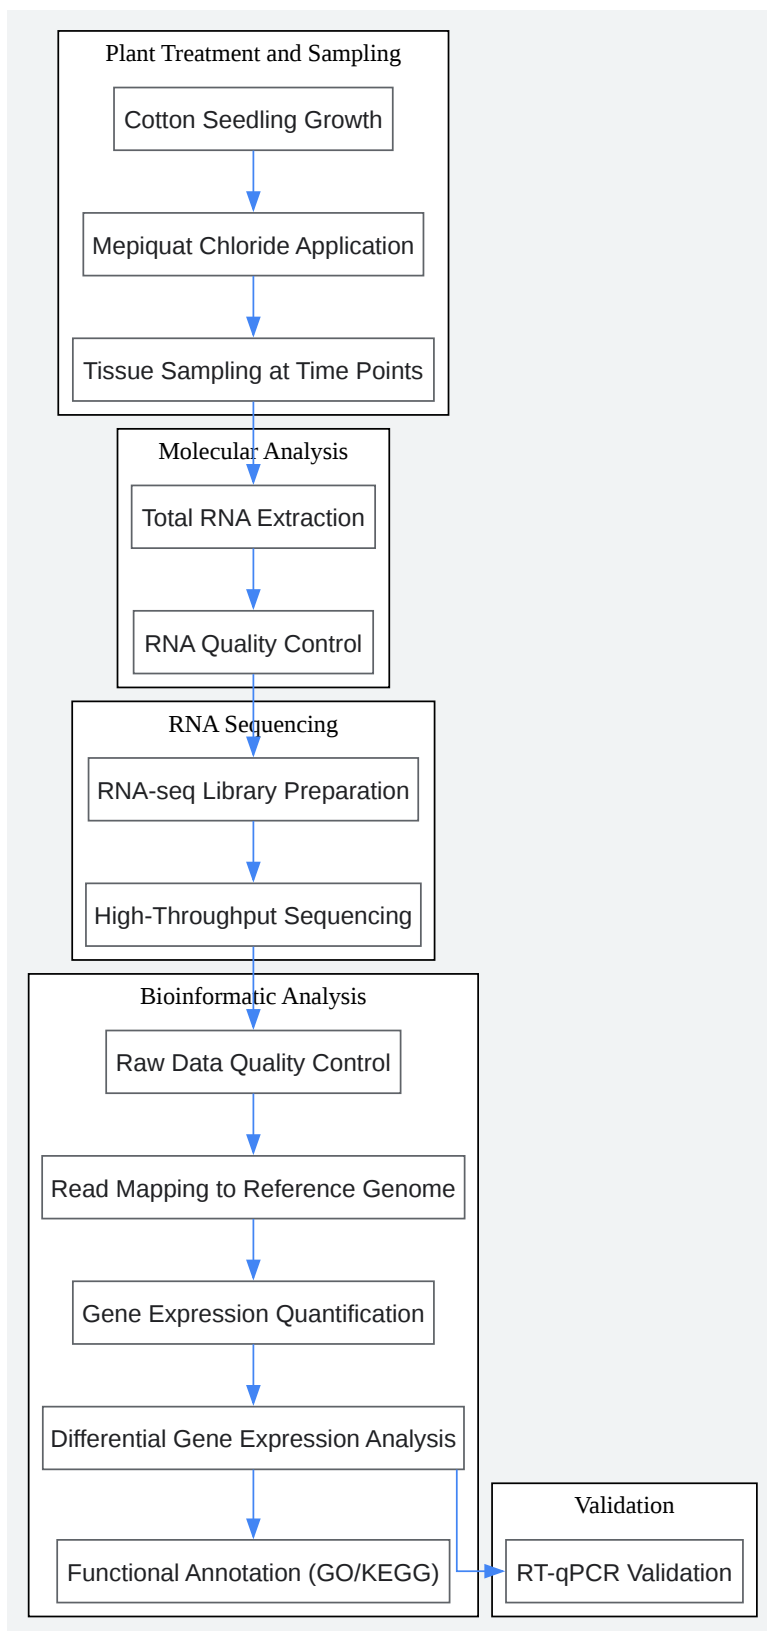 Plant Treatment and Sampling
Cotton Seedling Growth
Mepiquat Chloride Application
Tissue Sampling at Time Points
Molecular Analysis
Total RNA Extraction
RNA Quality Control
RNA Sequencing
RNA-seq Library Preparation
High-Throughput Sequencing
Bioinformatic Analysis
Raw Data Quality Control
Read Mapping to Reference Genome
Gene Expression Quantification
Differential Gene Expression Analysis
Functional Annotation (GO/KEGG)
Validation
RT-qPCR Validation